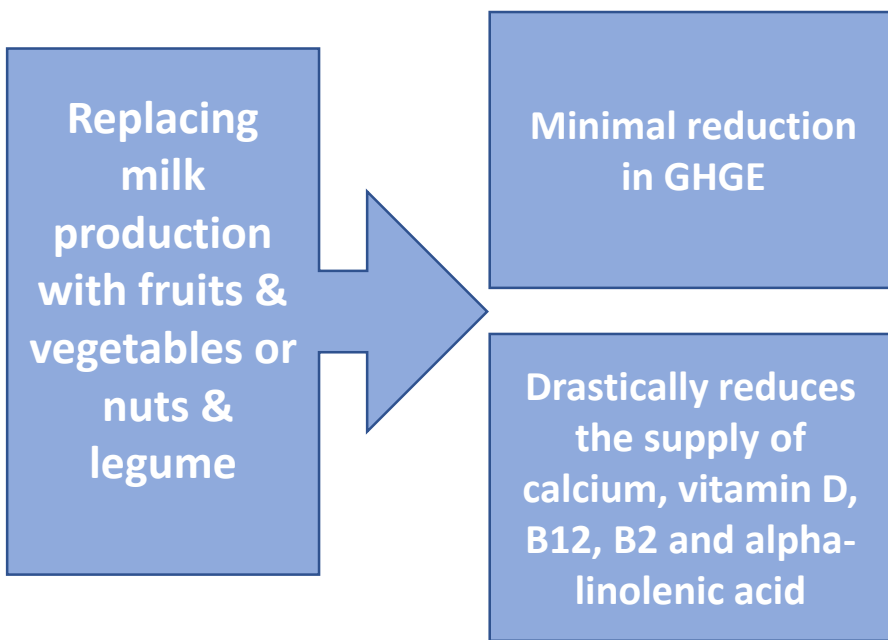 Replacing
milk
production
with fruits &
vegetables or
nuts &
legume
Minimal reduction
in GHGE
Drastically reduces
the supply of
calcium, vitamin D,
B12, B2 and alpha-
linolenic acid